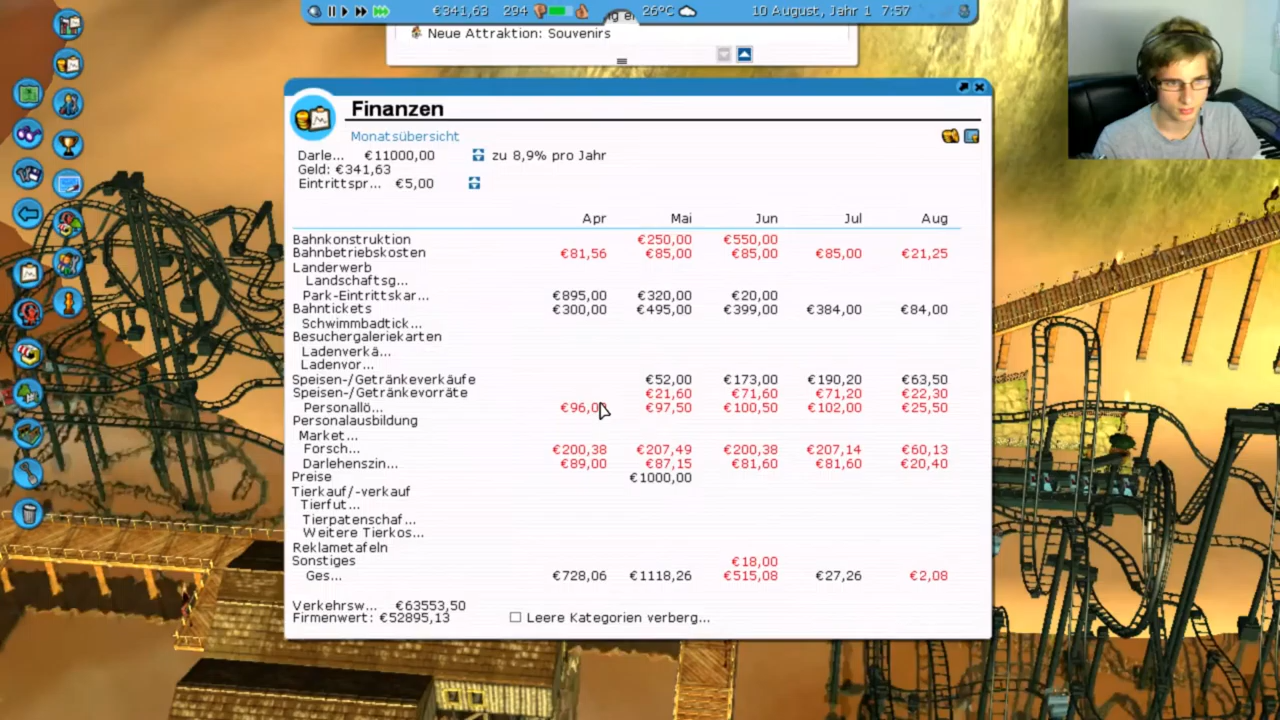 €341,63 294 26°C 10 August, Jahr 1 7:57
Neue Attraktion: Souvenirs
Finanzen
Monatsübersicht
Darle... €11000,00 zu 8,9% pro Jahr
Geld: €341,63
Eintrittspr... €5,00
Apr Mai Jun Jul Aug
Bahnkonstruktion €250,00 €550,00
Bahnbetriebskosten €81,56 €85,00 €85,00 €85,00 €21,25
Landerwerb
Landschaftsg...
Park-Eintrittskar... €895,00 €320,00 €20,00
Bahntickets €300,00 €495,00 €399,00 €384,00 €84,00
Schwimmbadtick...
Besuchergaleriekarten
Ladenverkä...
Ladenvor...
Speisen-/Getränkeverkäufe €52,00 €173,00 €190,20 €63,50
Speisen-/Getränkevorräte €21,60 €71,60 €71,20 €22,30
Personallö... €96,00 €97,50 €100,50 €102,00 €25,50
Personalausbildung
Market...
Forsch... €200,38 €207,49 €200,38 €207,14 €60,13
Darlehenszin... €89,00 €87,15 €81,60 €81,60 €20,40
Preise €1000,00
Tierkauf/-verkauf
Tierfut...
Tierpatenschaf...
Weitere Tierkos...
Reklametafeln
Sonstiges €18,00
Ges... €728,06 €1118,26 €515,08 €27,26 €2,08
Verkehrsw... €63553,50
Firmenwert: €52895,13 Leere Kategorien verberg...